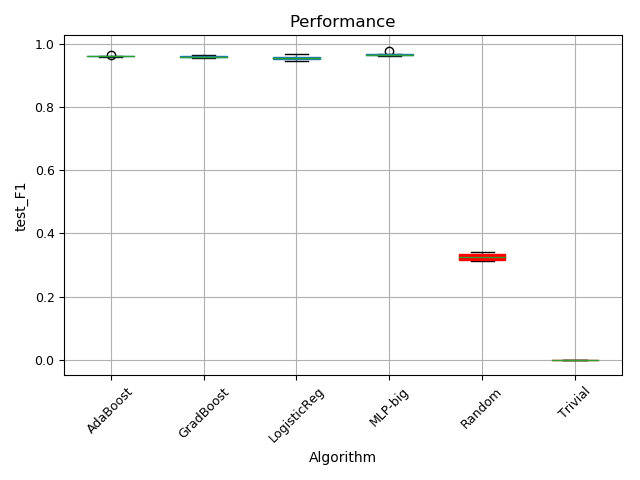 Performance
1.0
0.8
0.6
0.4
0.2
0.0
test_F1
AdaBoost
GradBoost
LogisticReg
MLP-big
Random
Trivial
Algorithm